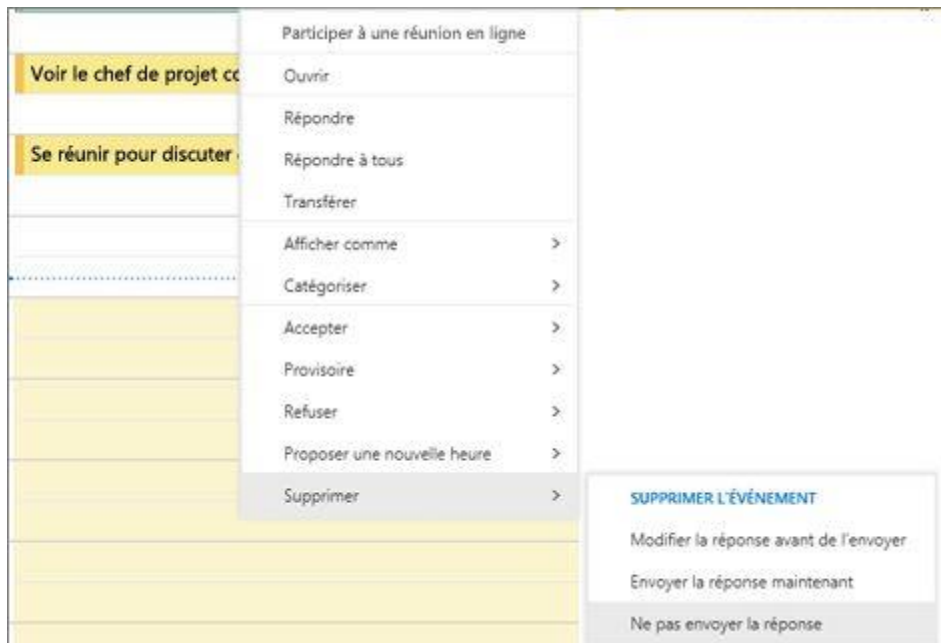 Participer à une réunion en ligne
Voir le chef de projet
Ouvrir
Répondre
Se réunir pour discuter
Répondre à tous
Transférer
Afficher comme
Catégoriser
Accepter
Provisoire
Refuser
Proposer une nouvelle heure
Supprimer
SUPPRIMER L'ÉVÉNEMENT
Modifier la réponse avant de l'envoyer
Envoyer la réponse maintenant
Ne pas envoyer la réponse